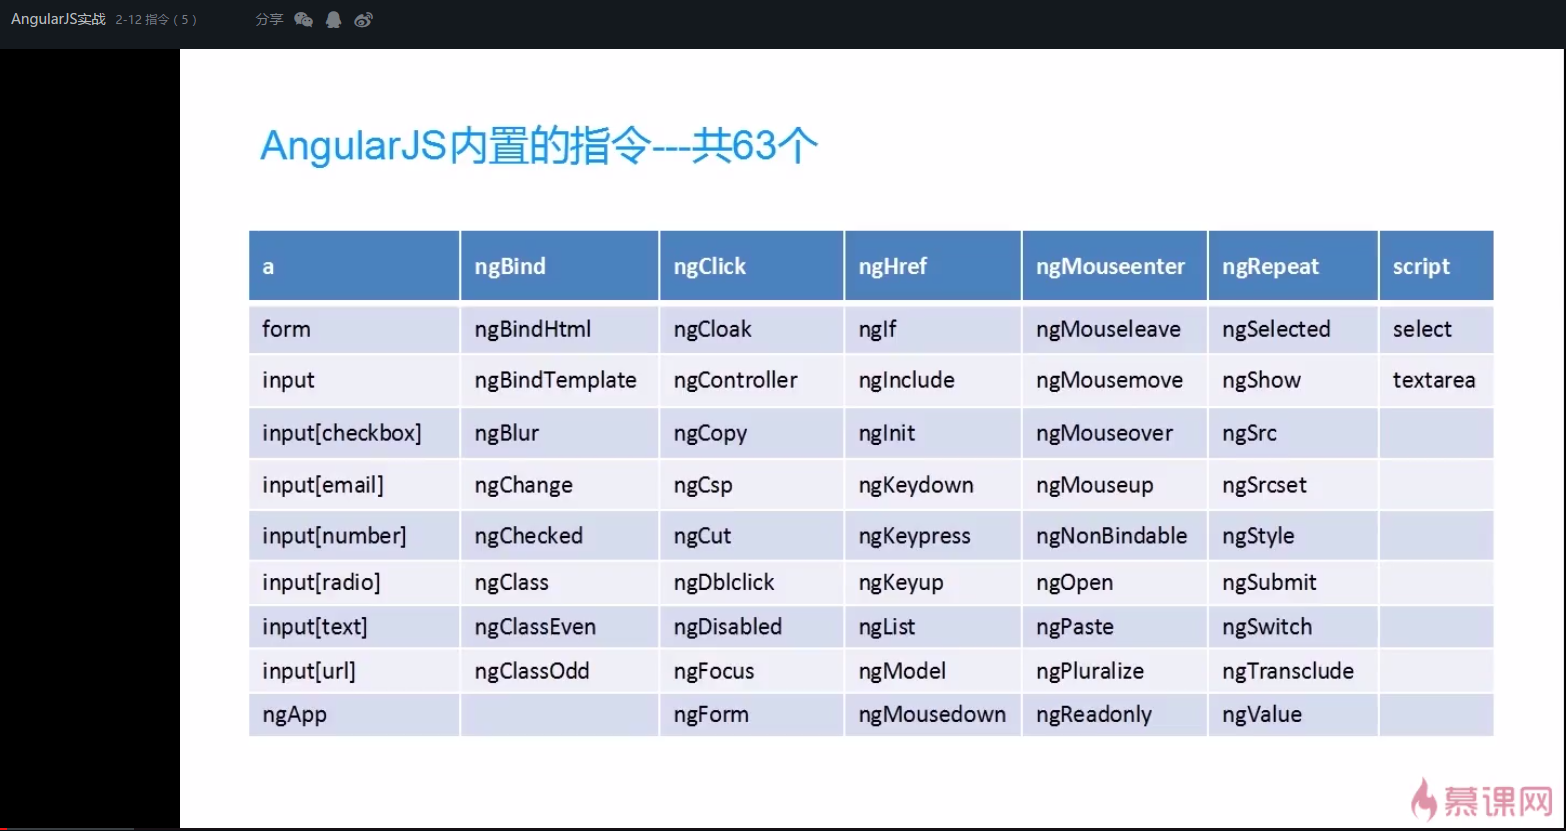 AngularJS实战 2-12 指令 ( 5 ) 分享
AngularJS内置的指令---共63个
a ngBind ngClick ngHref ngMouseenter ngRepeat script
form ngBindHtml ngCloak ngIf ngMouseleave ngSelected select
input ngBindTemplate ngController ngInclude ngMousemove ngShow textarea
input[checkbox] ngBlur ngCopy ngInit ngMouseover ngSrc
input[email] ngChange ngCsp ngKeydown ngMouseup ngSrcset
input[number] ngChecked ngCut ngKeypress ngNonBindable ngStyle
input[radio] ngClass ngDblclick ngKeyup ngOpen ngSubmit
input[text] ngClassEven ngDisabled ngList ngPaste ngSwitch
input[url] ngClassOdd ngFocus ngModel ngPluralize ngTransclude
ngApp ngForm ngMousedown ngReadonly ngValue
慕课网